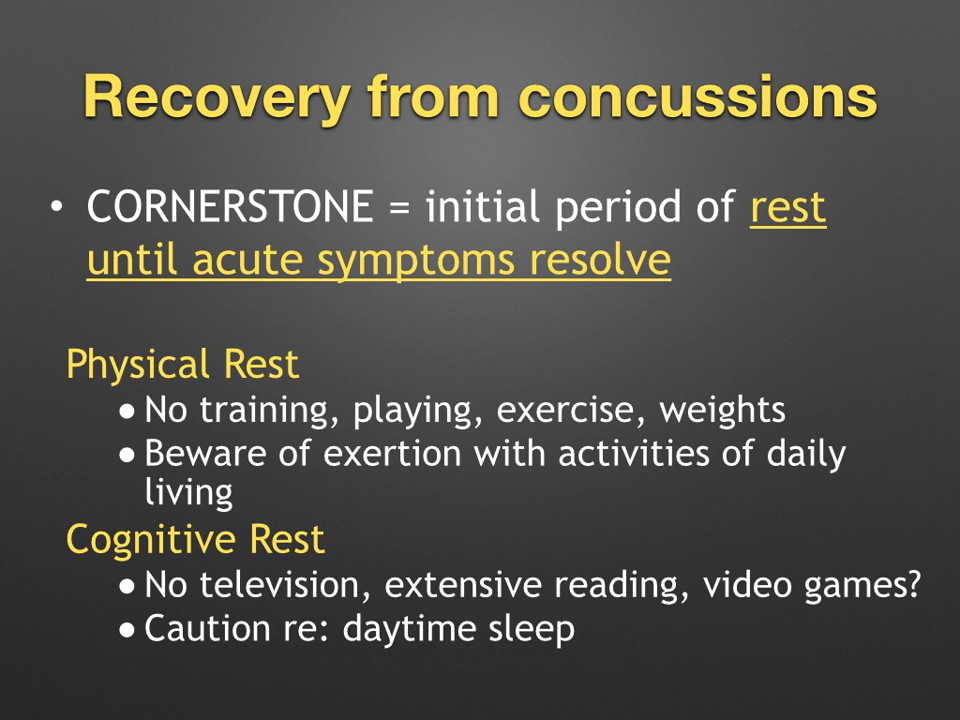 Recovery from concussions
• CORNERSTONE = initial period of rest
until acute symptoms resolve
Physical Rest
● No training, playing, exercise, weights
● Beware of exertion with activities of daily
living
Cognitive Rest
● No television, extensive reading, video games?
● Caution re: daytime sleep